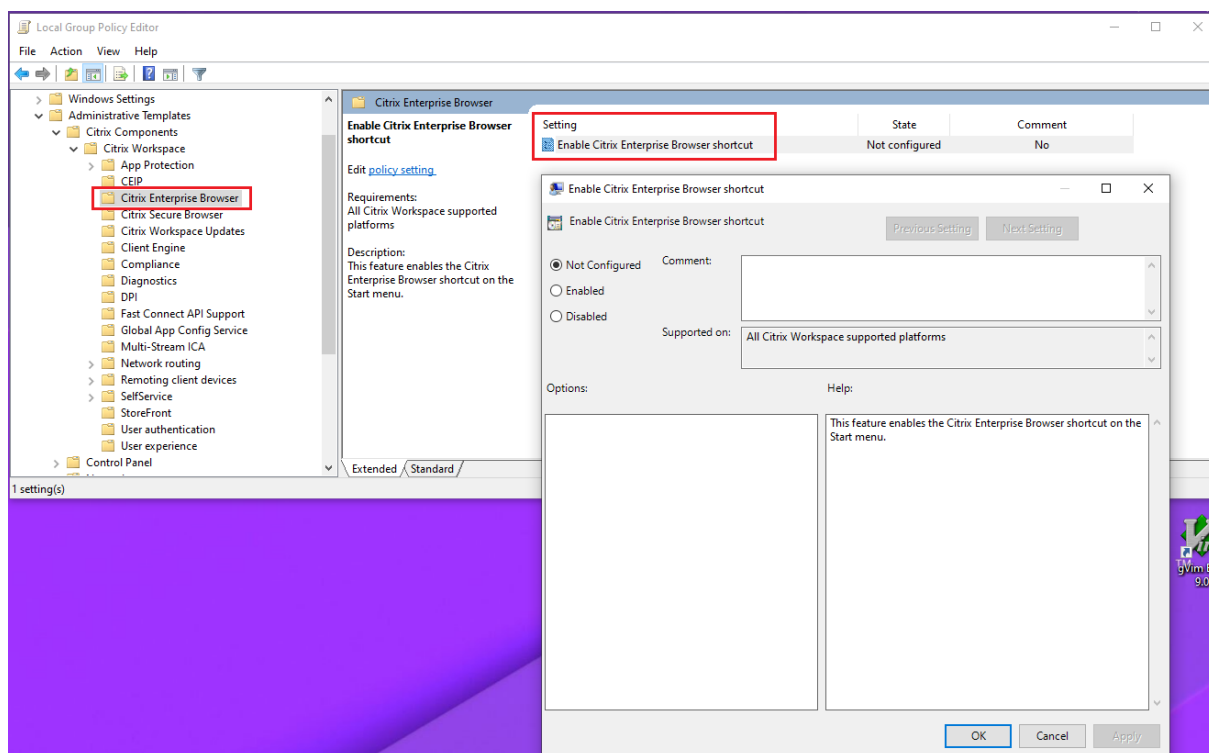 Local Group Policy Editor
File Action View Help
Windows Settings
Administrative Templates
Citrix Components
Citrix Workspace
App Protection
CEIP
Citrix Enterprise Browser
Citrix Secure Browser
Citrix Workspace Updates
Client Engine
Compliance
Diagnostics
DPI
Fast Connect API Support
Global App Config Service
Multi-Stream ICA
Network routing
Remoting client devices
SelfService
StoreFront
User authentication
User experience
Control Panel
1 setting(s)
Citrix Enterprise Browser
Enable Citrix Enterprise Browser
shortcut
Edit policy setting
Requirements:
All Citrix Workspace supported
platforms
Description:
This feature enables the Citrix
Enterprise Browser shortcut on the
Start menu.
Setting State Comment
Enable Citrix Enterprise Browser shortcut Not configured No
Extended Standard
Enable Citrix Enterprise Browser shortcut
Enable Citrix Enterprise Browser shortcut
Previous Setting Next Setting
Not Configured
Enabled
Disabled
Comment:
Supported on:
All Citrix Workspace supported platforms
Options:
Help:
This feature enables the Citrix Enterprise Browser shortcut on the
Start menu.
OK Cancel Apply
gVim
9.0